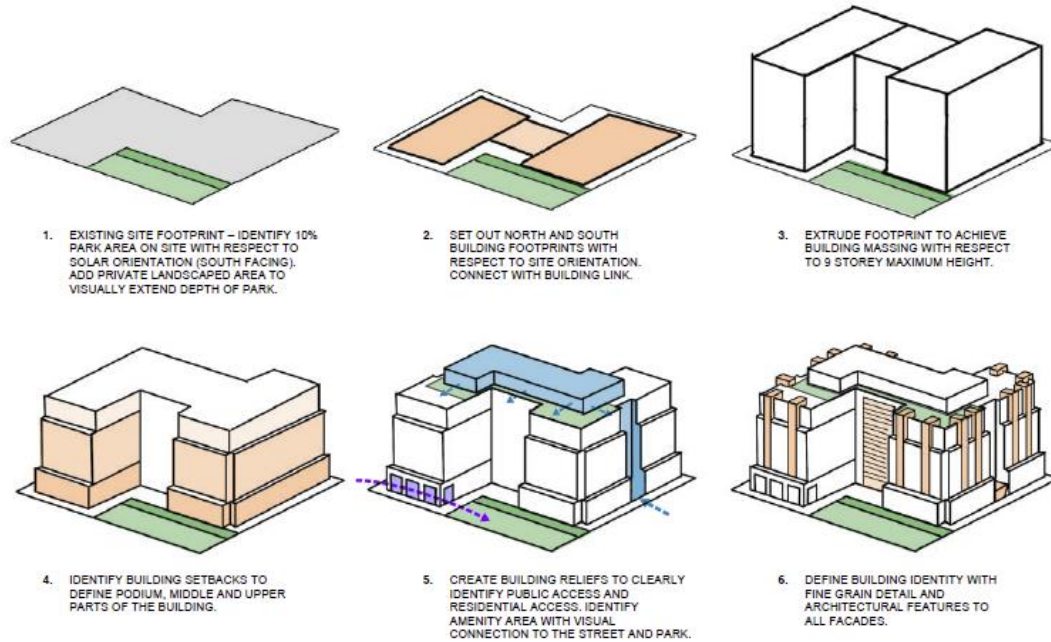 1. EXISTING SITE FOOTPRINT – IDENTIFY 10%
PARK AREA ON SITE WITH RESPECT TO
SOLAR ORIENTATION (SOUTH FACING).
ADD PRIVATE LANDSCAPED AREA TO
VISUALLY EXTEND DEPTH OF PARK.
2. SET OUT NORTH AND SOUTH
BUILDING FOOTPRINTS WITH
RESPECT TO SITE ORIENTATION.
CONNECT WITH BUILDING LINK.
3. EXTRUDE FOOTPRINT TO ACHIEVE
BUILDING MASSING WITH RESPECT
TO 9 STOREY MAXIMUM HEIGHT.
4. IDENTIFY BUILDING SETBACKS TO
DEFINE PODIUM, MIDDLE AND UPPER
PARTS OF THE BUILDING.
5. CREATE BUILDING RELIEFS TO CLEARLY
IDENTIFY PUBLIC ACCESS AND
RESIDENTIAL ACCESS. IDENTIFY
AMENITY AREA WITH VISUAL
CONNECTION TO THE STREET AND PARK.
6. DEFINE BUILDING IDENTITY WITH
FINE GRAIN DETAIL AND
ARCHITECTURAL FEATURES TO
ALL FACADES.